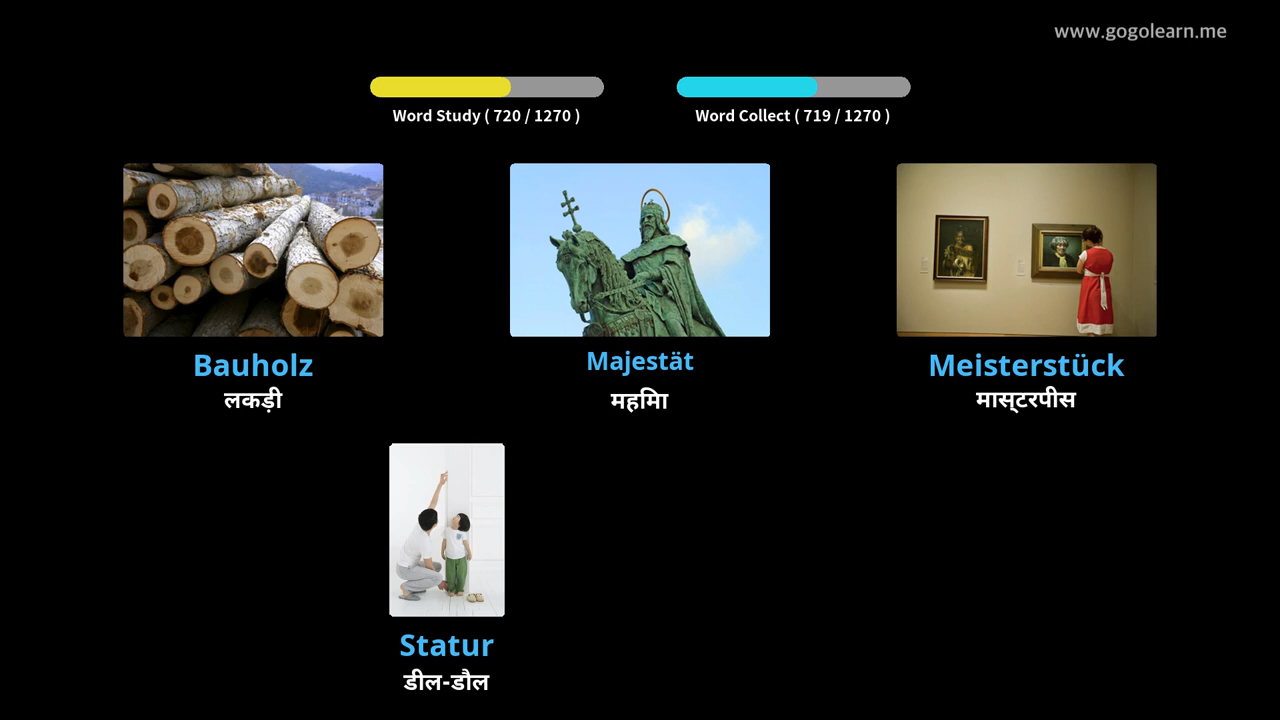 www.gogolearn.me
Word Study ( 720 / 1270 )
Word Collect ( 719 / 1270 )
Bauholz
लकड़ी
Majestät
महिमा
Meisterstück
मास्टरपीस
Statur
डील-डौल